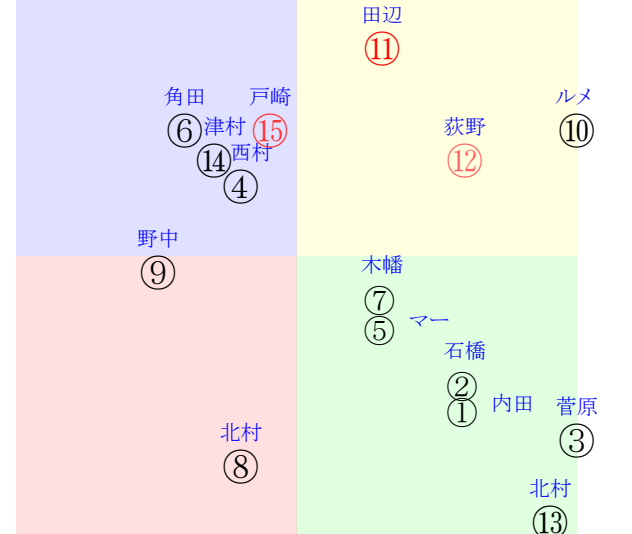 田辺
⑪
角田
戸崎
ルメ
⑥
津村
⑮
荻野
⑩
⑭
西村
⑫
④
野中
⑨
木幡
⑦
⑤
マー
石橋
②
①
内田
菅原
③
北村
⑧
北村
⑬